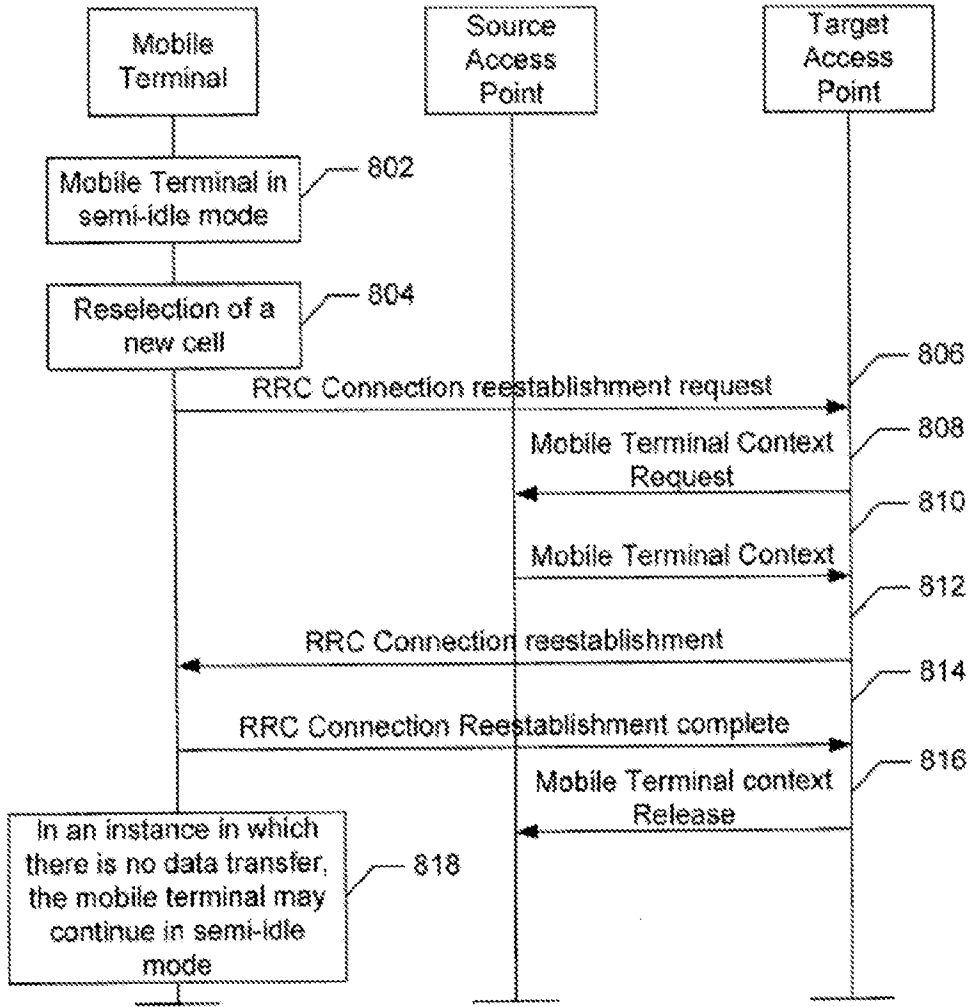 Mobile
Terminal
Source
Access
Point
Target
Access
Point
Mobile Terminal in
semi-idle mode
802
Reselection of a
new cell
804
806
RRC Connection reestablishment request
808
Mobile Terminal Context
Request
810
Mobile Terminal Context
812
RRC Connection reestablishment
814
RRC Connection Reestablishment complete
816
Mobile Terminal context
Release
In an instance in which
there is no data transfer,
the mobile terminal may
continue in semi-idle
mode
818